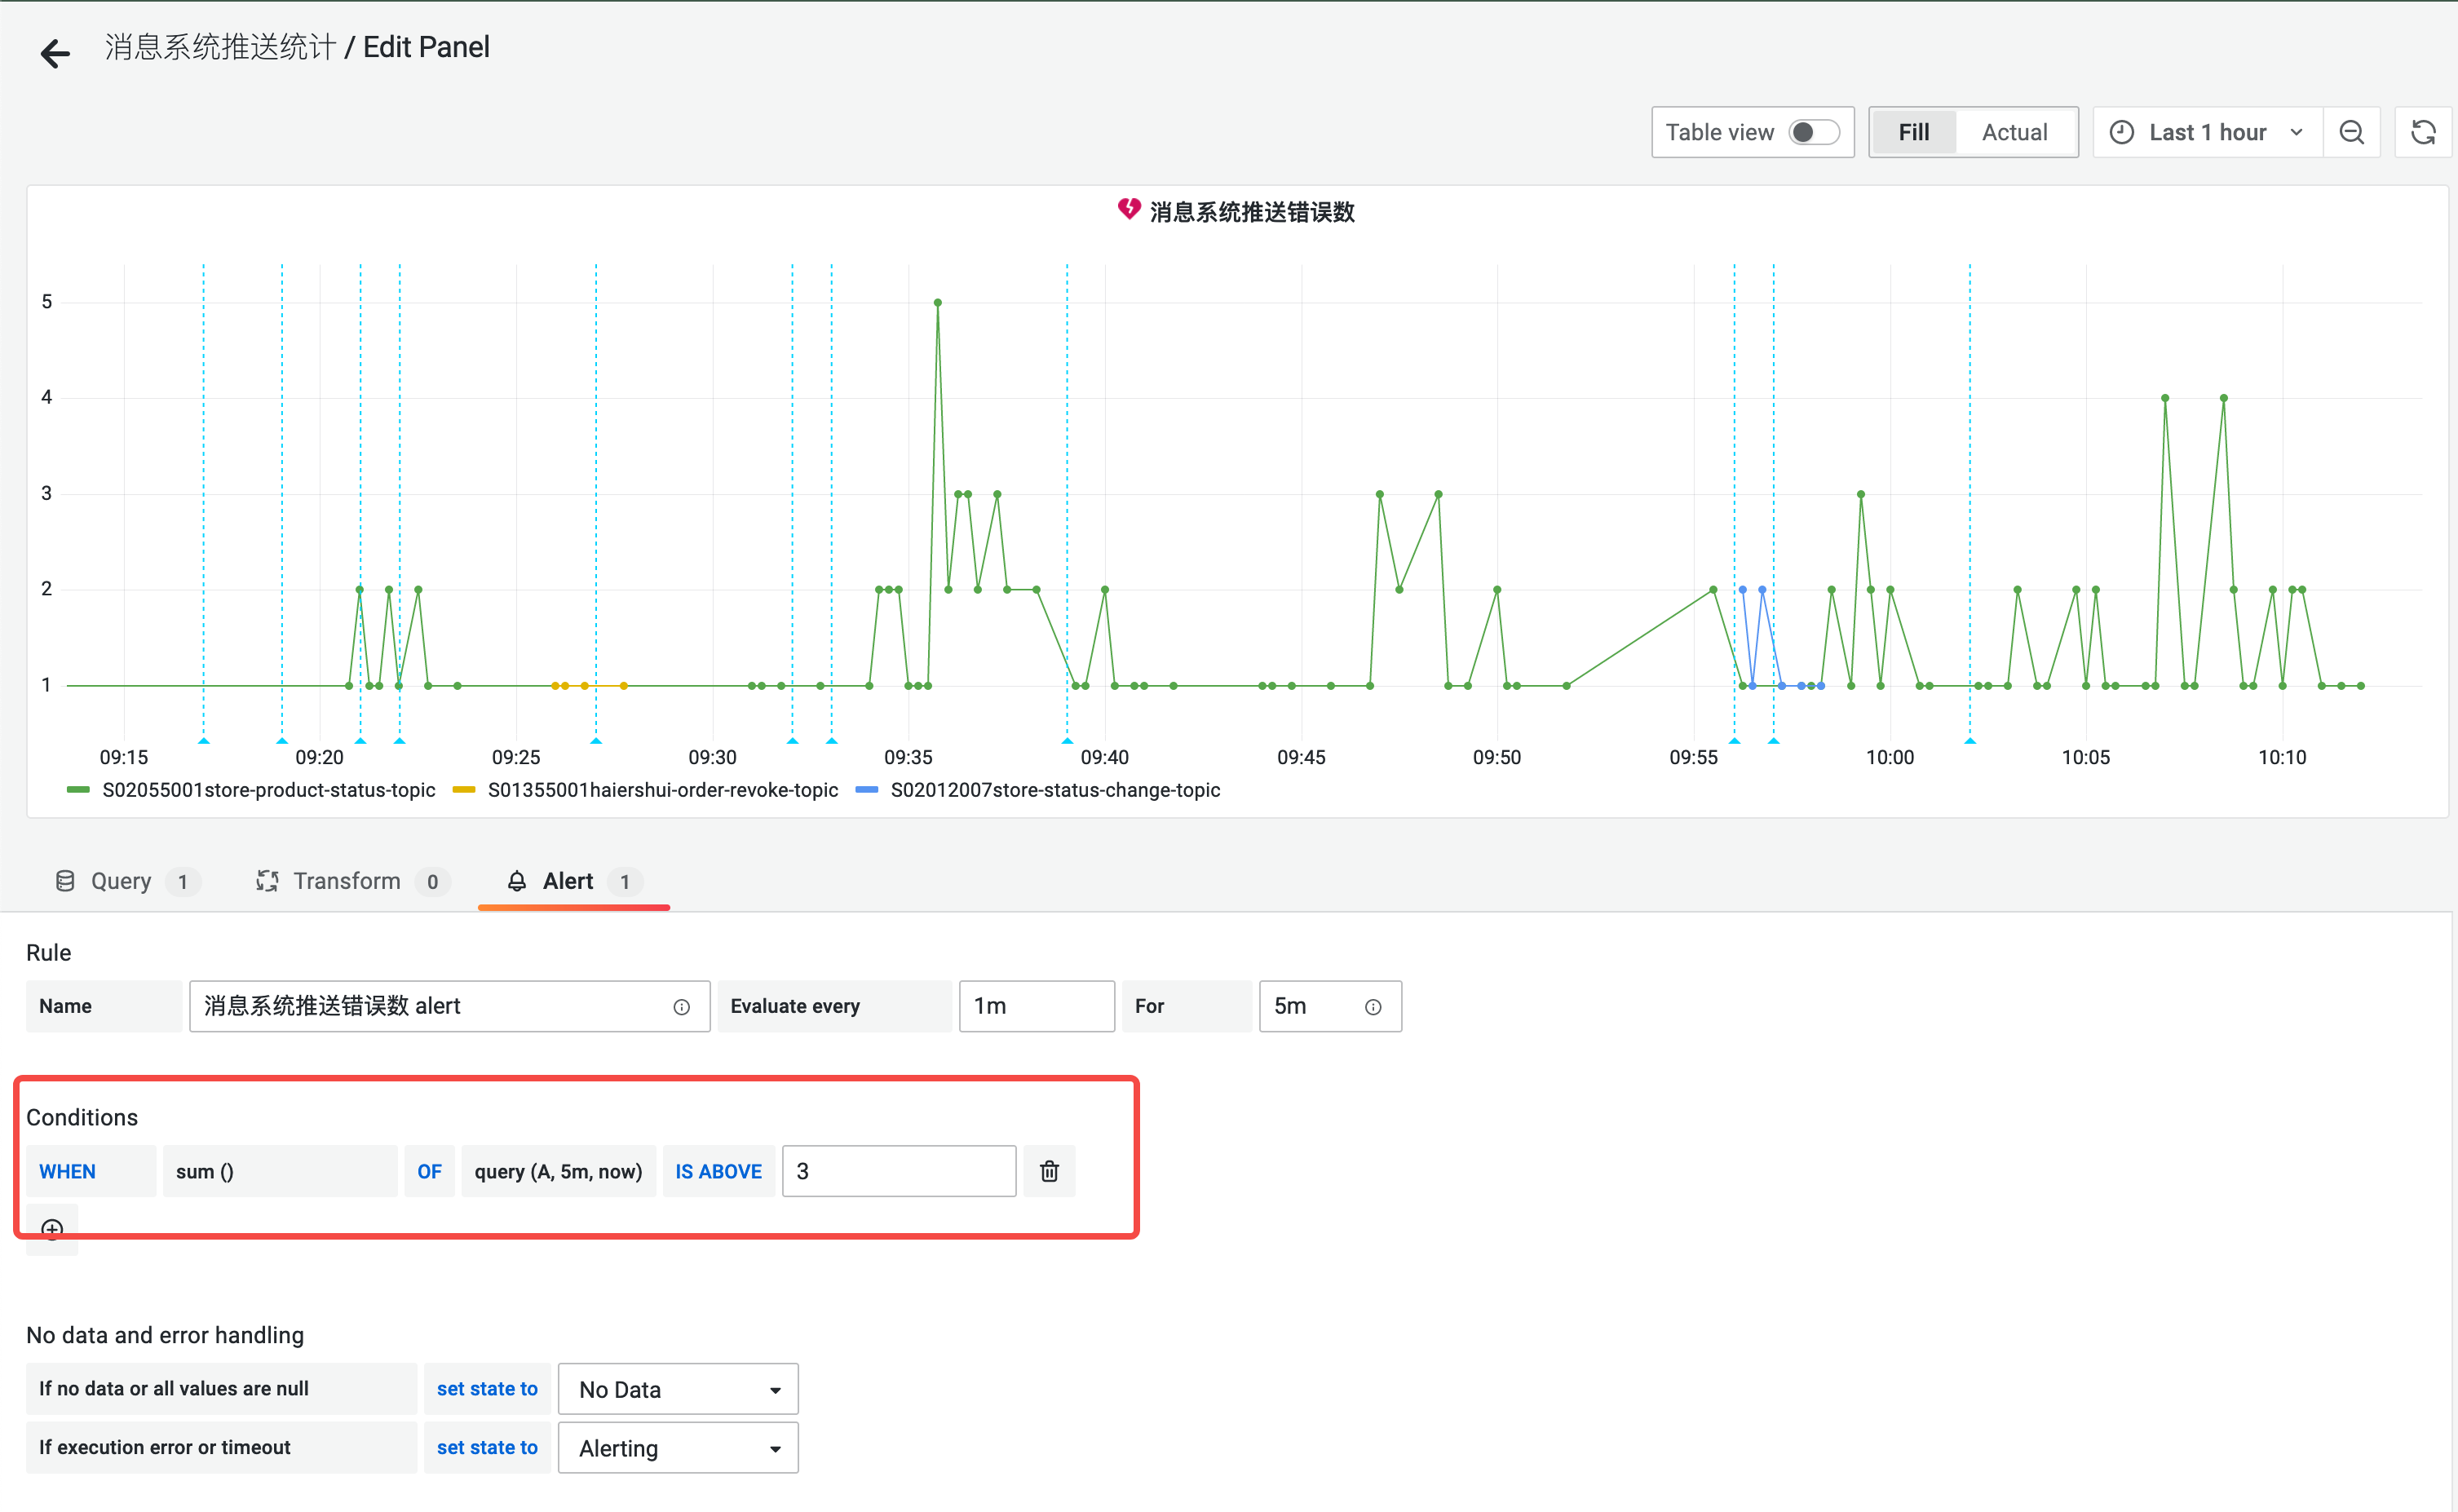 消息系统推送统计 / Edit Panel
Table view Fill Actual Last 1 hour
消息系统推送错误数
5
4
3
2
1
09:15 09:20 09:25 09:30 09:35 09:40 09:45 09:50 09:55 10:00 10:05 10:10
S02055001store-product-status-topic S01355001haiershui-order-revoke-topic S02012007store-status-change-topic
Query 1 Transform 0 Alert 1
Rule
Name 消息系统推送错误数 alert Evaluate every 1m For 5m
Conditions
WHEN sum () OF query (A, 5m, now) IS ABOVE 3
No data and error handling
If no data or all values are null set state to No Data
If execution error or timeout set state to Alerting